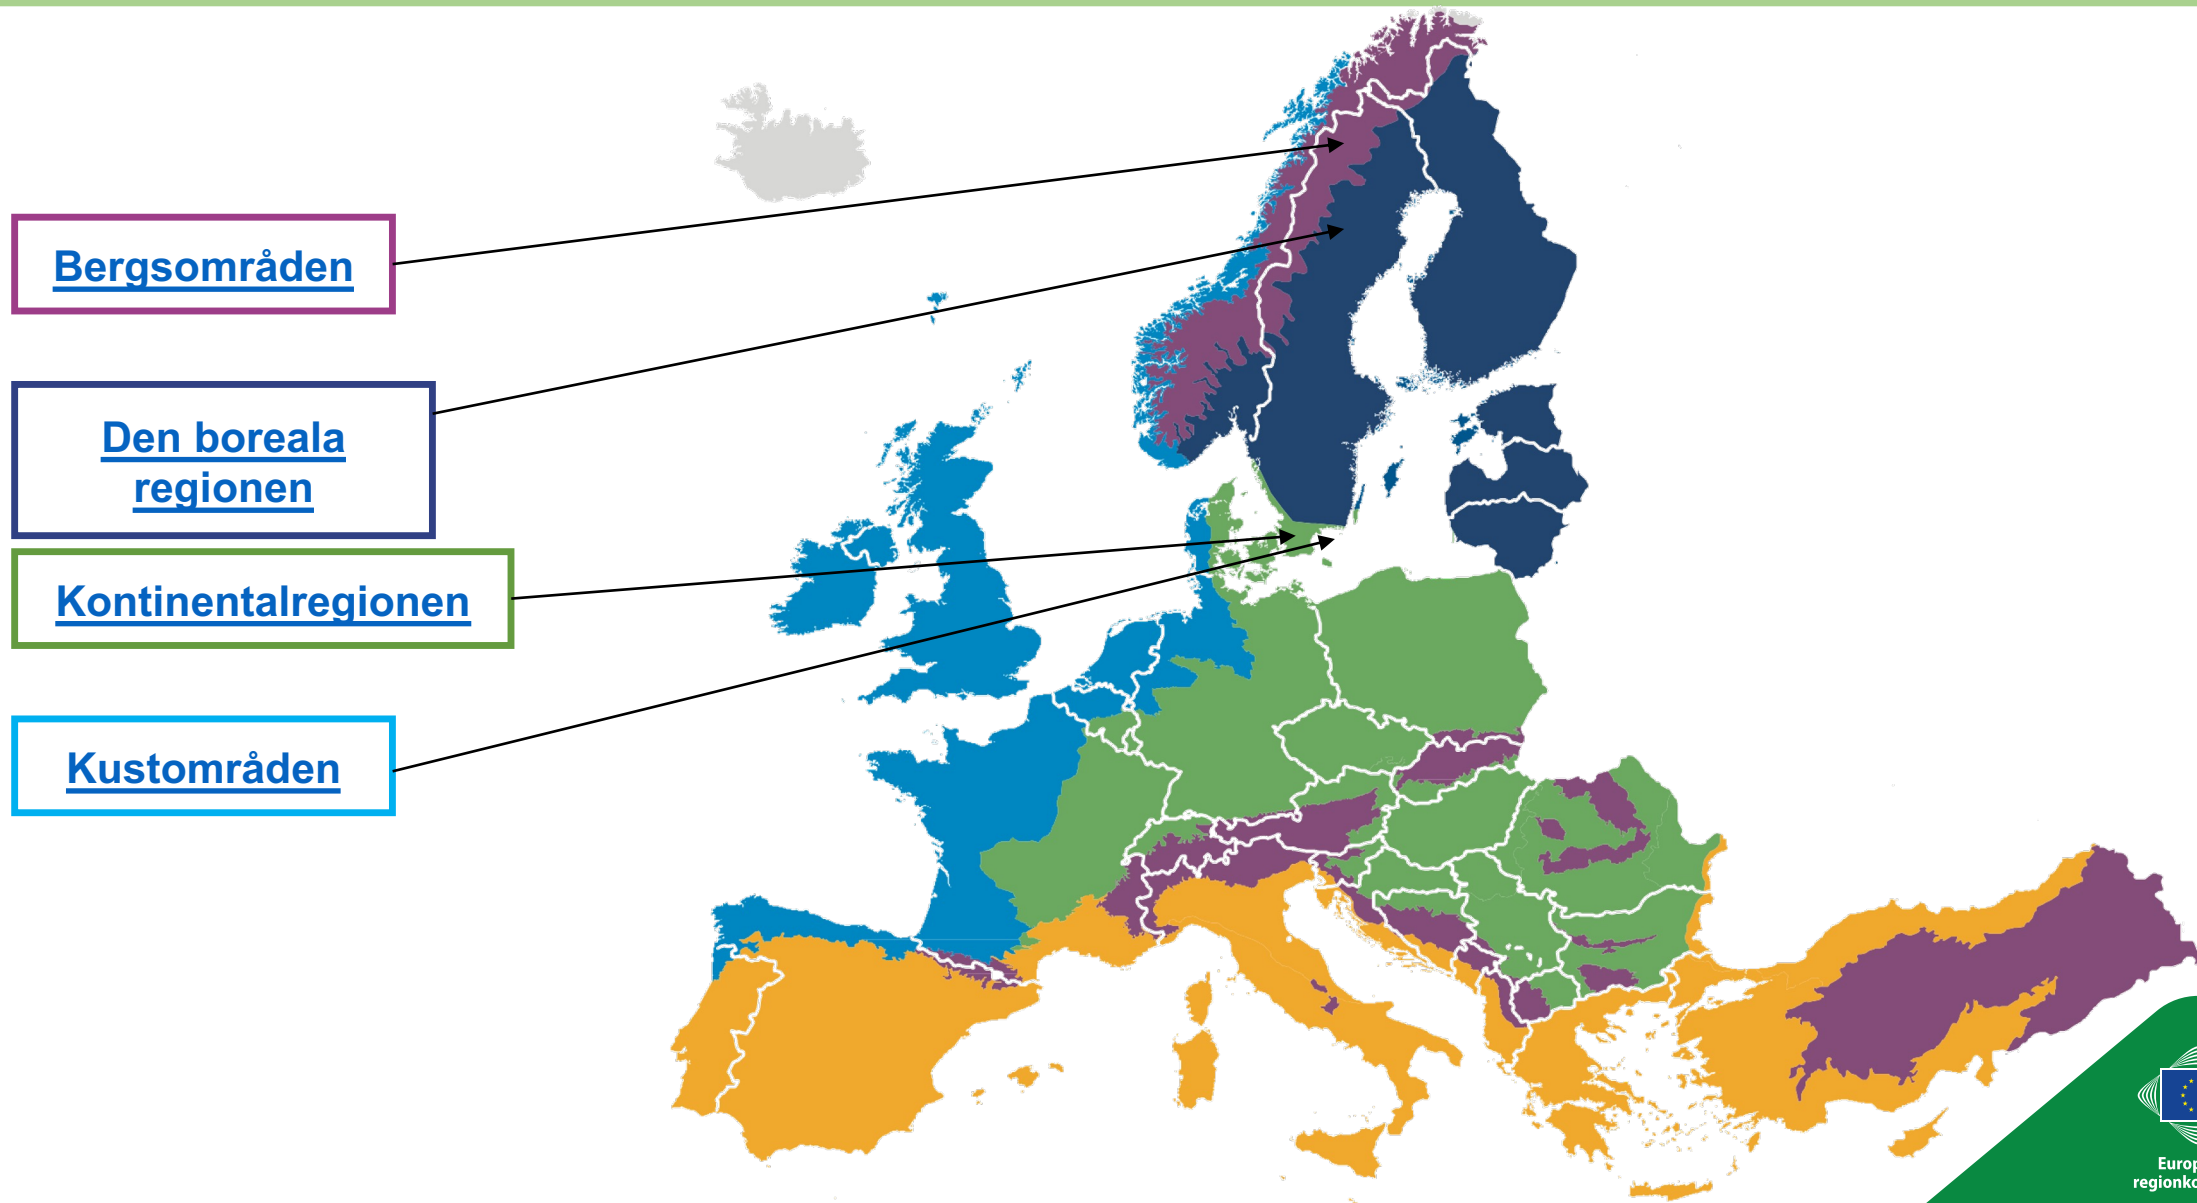 Bergsområden
Den boreala
regionen
Kontinentalregionen
Kustområden